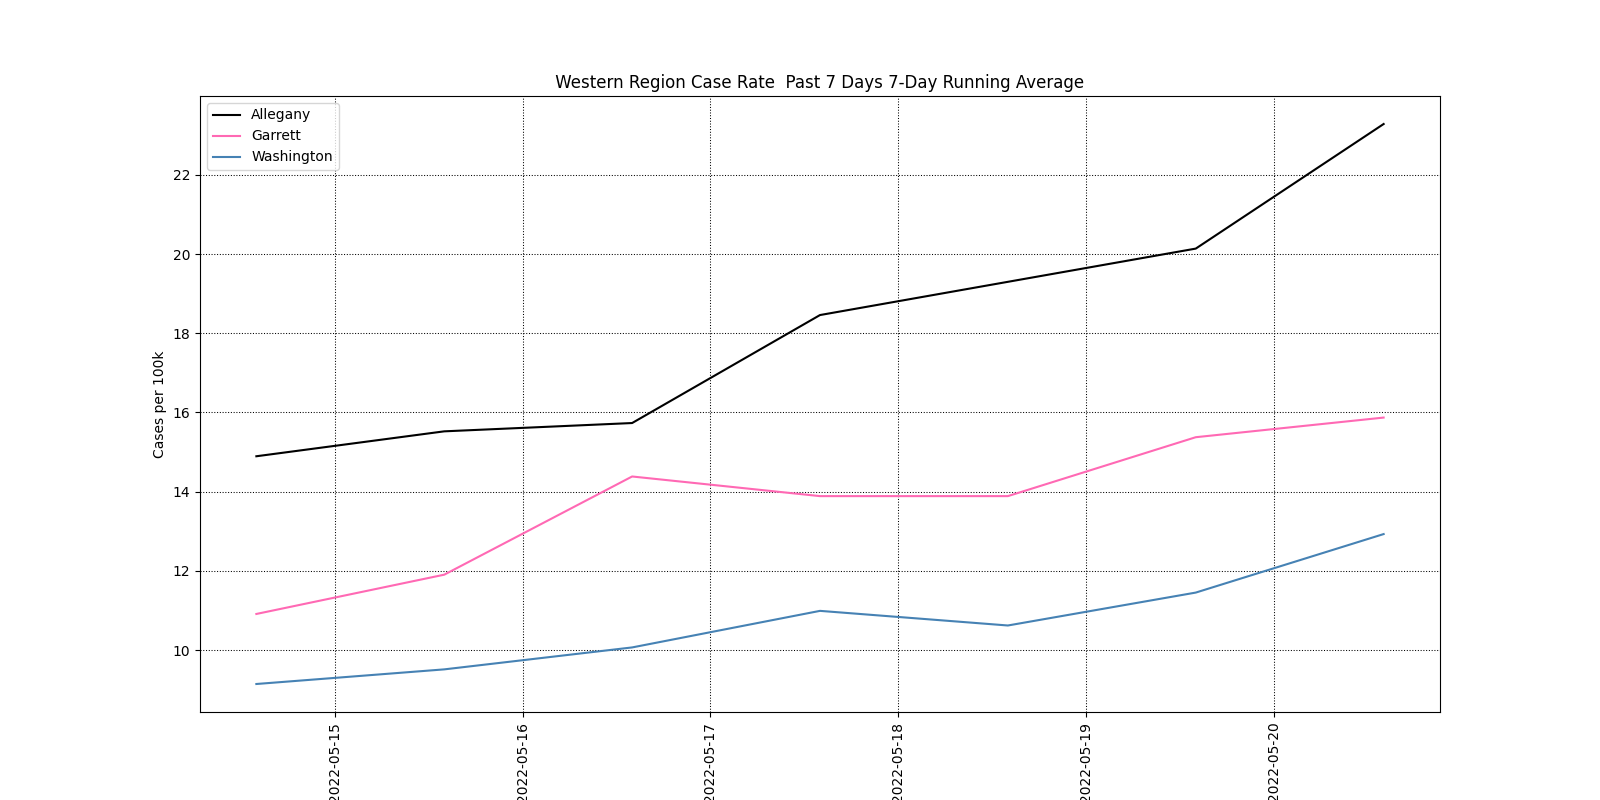 Western Region Case Rate  Past 7 Days 7-Day Running Average
Allegany
Garrett
Washington
22
20
18
16
14
12
10
Cases per 100k
2022-05-15
2022-05-16
2022-05-17
2022-05-18
2022-05-19
2022-05-20